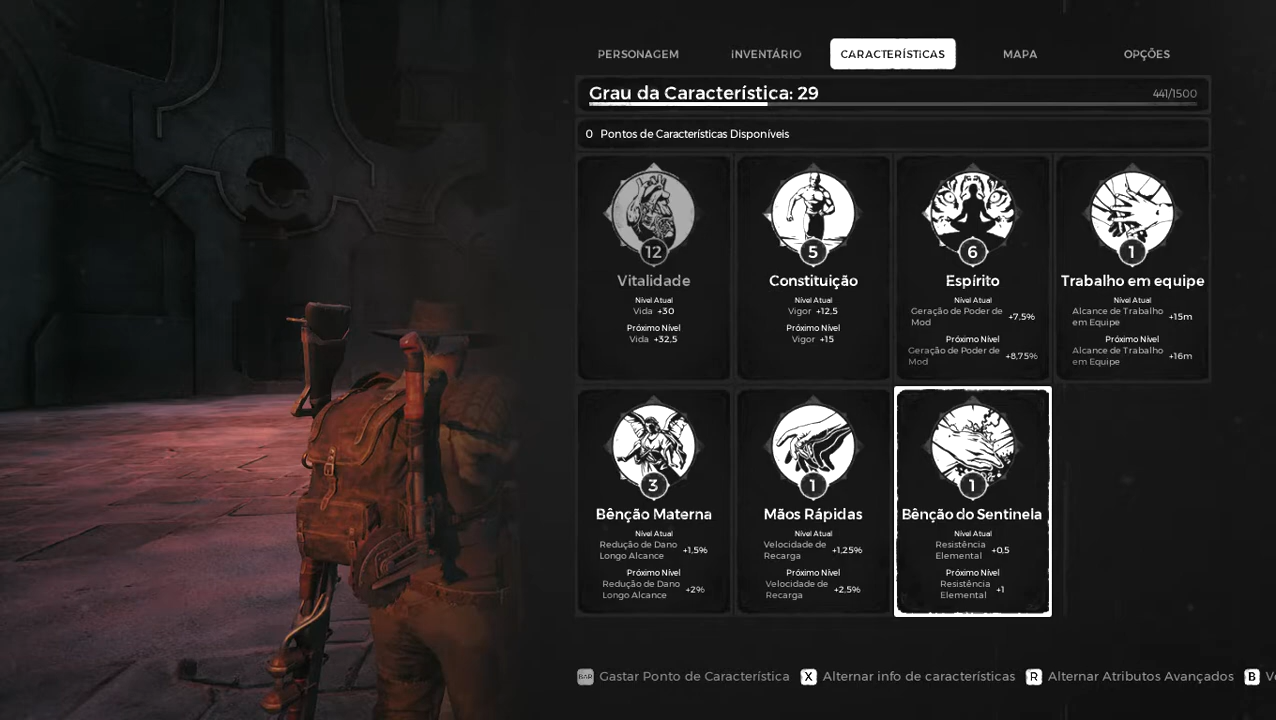 PERSONAGEM INVENTÁRIO CARACTERÍSTICAS MAPA OPÇÕES
Grau da Característica: 29 441/1500
0 Pontos de Características Disponíveis
12
Vitalidade
Nível Atual
Vida +30
Próximo Nível
Vida +32,5
5
Constituição
Nível Atual
Vigor +12,5
Próximo Nível
Vigor +15
6
Espírito
Nível Atual
Geração de Poder de
Mod +7,5%
Próximo Nível
Geração de Poder de
Mod +8,75%
1
Trabalho em equipe
Nível Atual
Alcance de Trabalho
em Equipe +15m
Próximo Nível
Alcance de Trabalho
em Equipe +16m
3
Bênção Materna
Nível Atual
Redução de Dano
Longo Alcance +1,5%
Próximo Nível
Redução de Dano
Longo Alcance +2%
1
Mãos Rápidas
Nível Atual
Velocidade de
Recarga +1,25%
Próximo Nível
Velocidade de
Recarga +2,5%
1
Bênção do Sentinela
Nível Atual
Resistência
Elemental +0,5
Próximo Nível
Resistência
Elemental +1
BAR Gastar Ponto de Característica X Alternar info de características R Alternar Atributos Avançados B